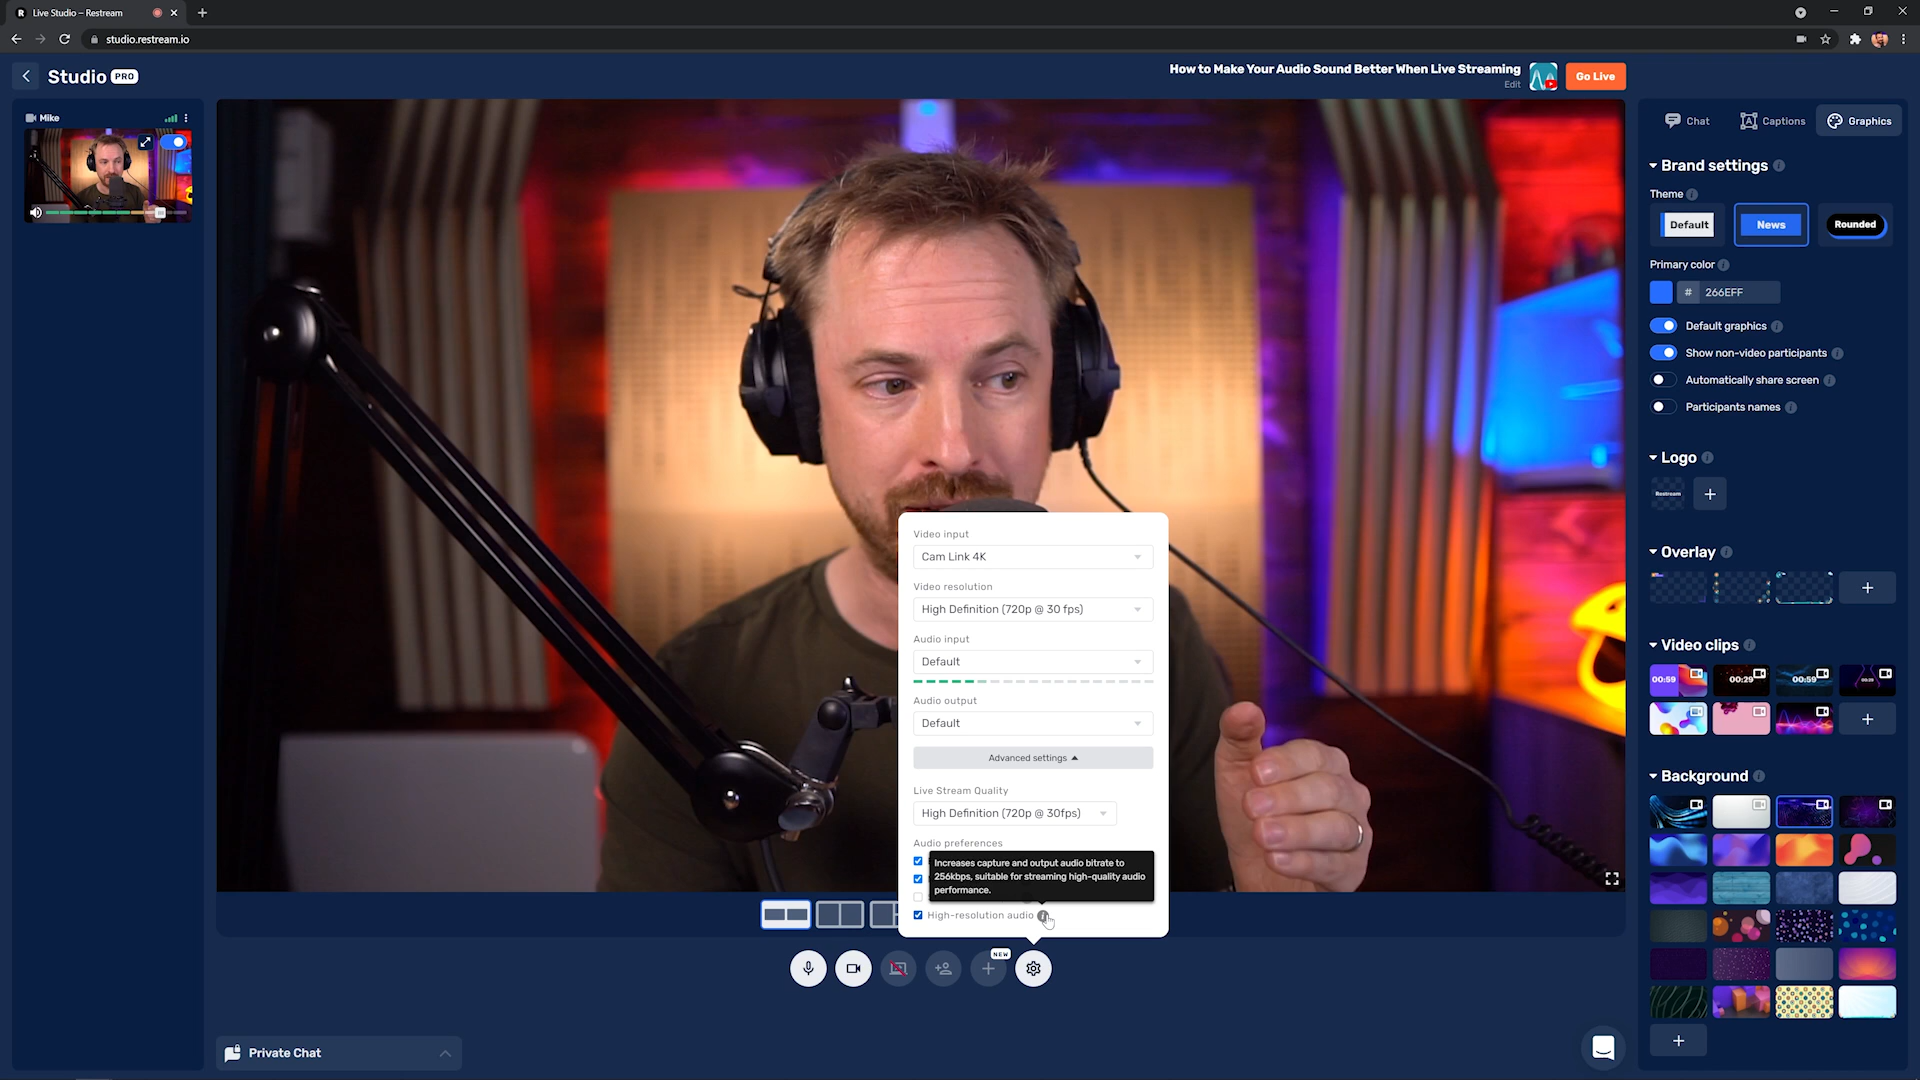 Live Studio – Restream
studio.restream.io
Studio PRO
How to Make Your Audio Sound Better When Live Streaming
Edit
Go Live
Mike
Chat
Captions
Graphics
Brand settings
Theme
Default
News
Rounded
Primary color
# 266EFF
Default graphics
Show non-video participants
Automatically share screen
Participants names
Logo
Restream
Overlay
Video clips
00:59
00:29
00:59
00:29
Background
Video input
Cam Link 4K
Video resolution
High Definition (720p @ 30 fps)
Audio input
Default
Audio output
Default
Advanced settings
Live Stream Quality
High Definition (720p @ 30fps)
Audio preferences
Increases capture and output audio bitrate to
256kbps, suitable for streaming high-quality audio
performance.
High-resolution audio
NEW
Private Chat